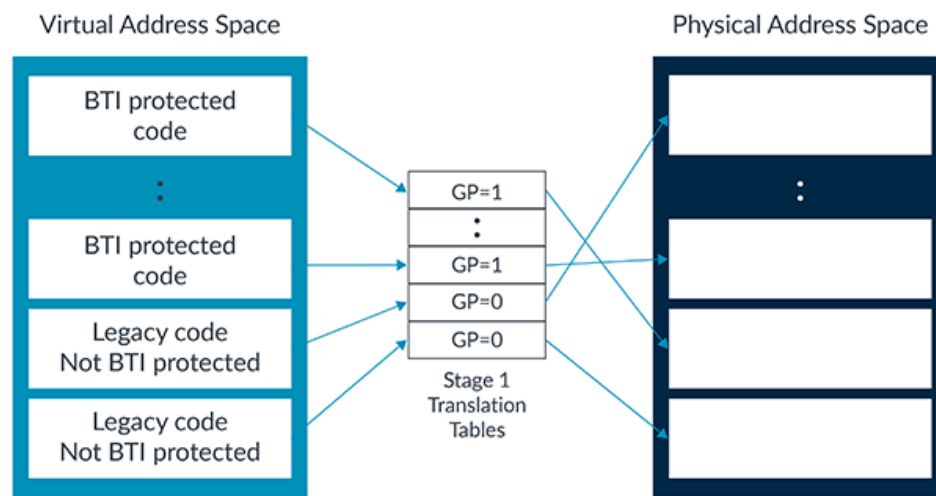 Virtual Address Space
Physical Address Space
BTI protected
code
:
BTI protected
code
Legacy code
Not BTI protected
Legacy code
Not BTI protected
GP=1
:
GP=1
GP=0
GP=0
Stage 1
Translation
Tables
: